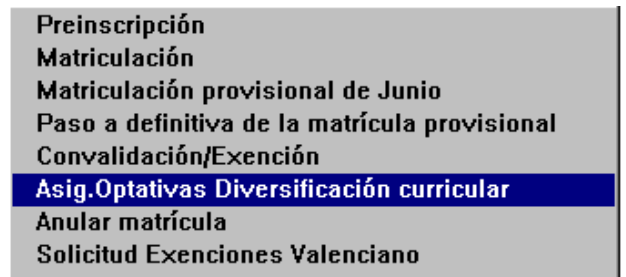 Preinscripción
Matriculación
Matriculación provisional de Junio
Paso a definitiva de la matrícula provisional
Convalidación/Exención
Asig.Optativas Diversificación curricular
Anular matrícula
Solicitud Exenciones Valenciano